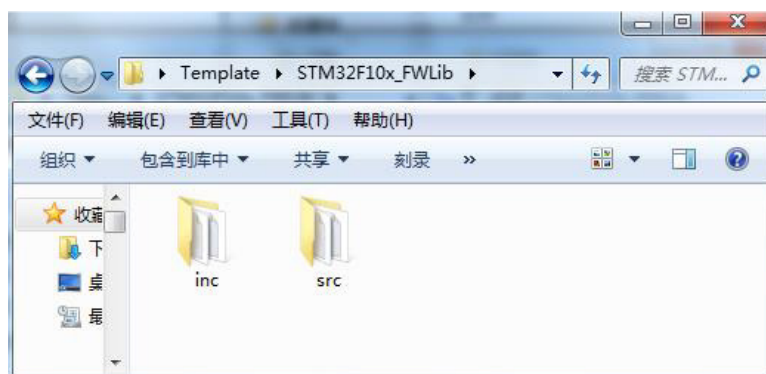 Template STM32F10x_FWLib 搜索 STM...
文件(F) 编辑(E) 查看(V) 工具(T) 帮助(H)
组织 包含到库中 共享 刻录 »
收藏
inc src